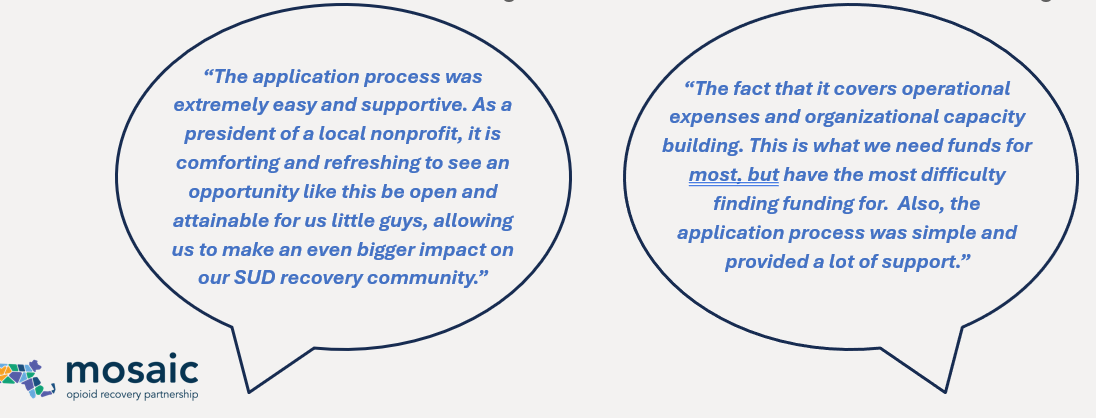 “The application process was
extremely easy and supportive. As a
president of a local nonprofit, it is
comforting and refreshing to see an
opportunity like this be open and
attainable for us little guys, allowing
us to make an even bigger impact on
our SUD recovery community.”
“The fact that it covers operational
expenses and organizational capacity
building. This is what we need funds for
most, but have the most difficulty
finding funding for.  Also, the
application process was simple and
provided a lot of support.”
mosaic
opioid recovery partnership